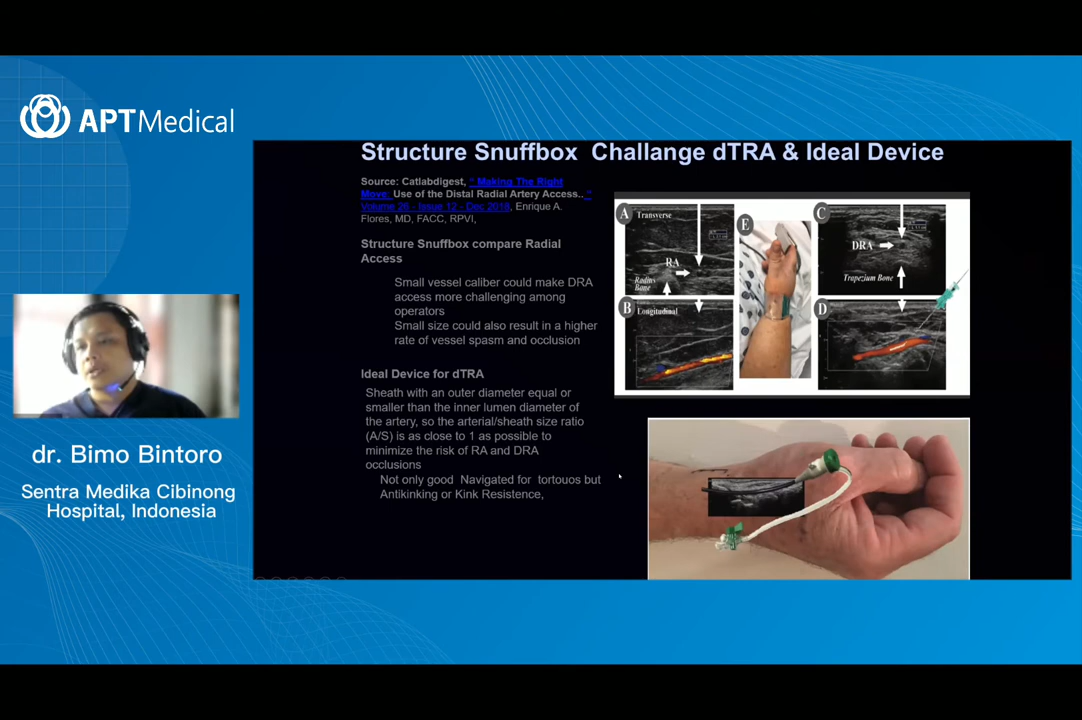 APT Medical
Structure Snuffbox Challange dTRA & Ideal Device
Source: Catlabdigest, “ Making The Right
Move: Use of the Distal Radial Artery Access.. “
Volume 26 - Issue 12 - Dec 2018, Enrique A.
Flores, MD, FACC, RPVI,
Structure Snuffbox compare Radial
Access
Small vessel caliber could make DRA
access more challenging among
operators
Small size could also result in a higher
rate of vessel spasm and occlusion
Ideal Device for dTRA
Sheath with an outer diameter equal or
smaller than the inner lumen diameter of
the artery, so the arterial/sheath size ratio
(A/S) is as close to 1 as possible to
minimize the risk of RA and DRA
occlusions
Not only good Navigated for tortouos but
Antikinking or Kink Resistence,
A
Transverse
RA
Radius
Bone
B
Longitudinal
E
C
DRA
Trapezium Bone
D
dr. Bimo Bintoro
Sentra Medika Cibinong
Hospital, Indonesia